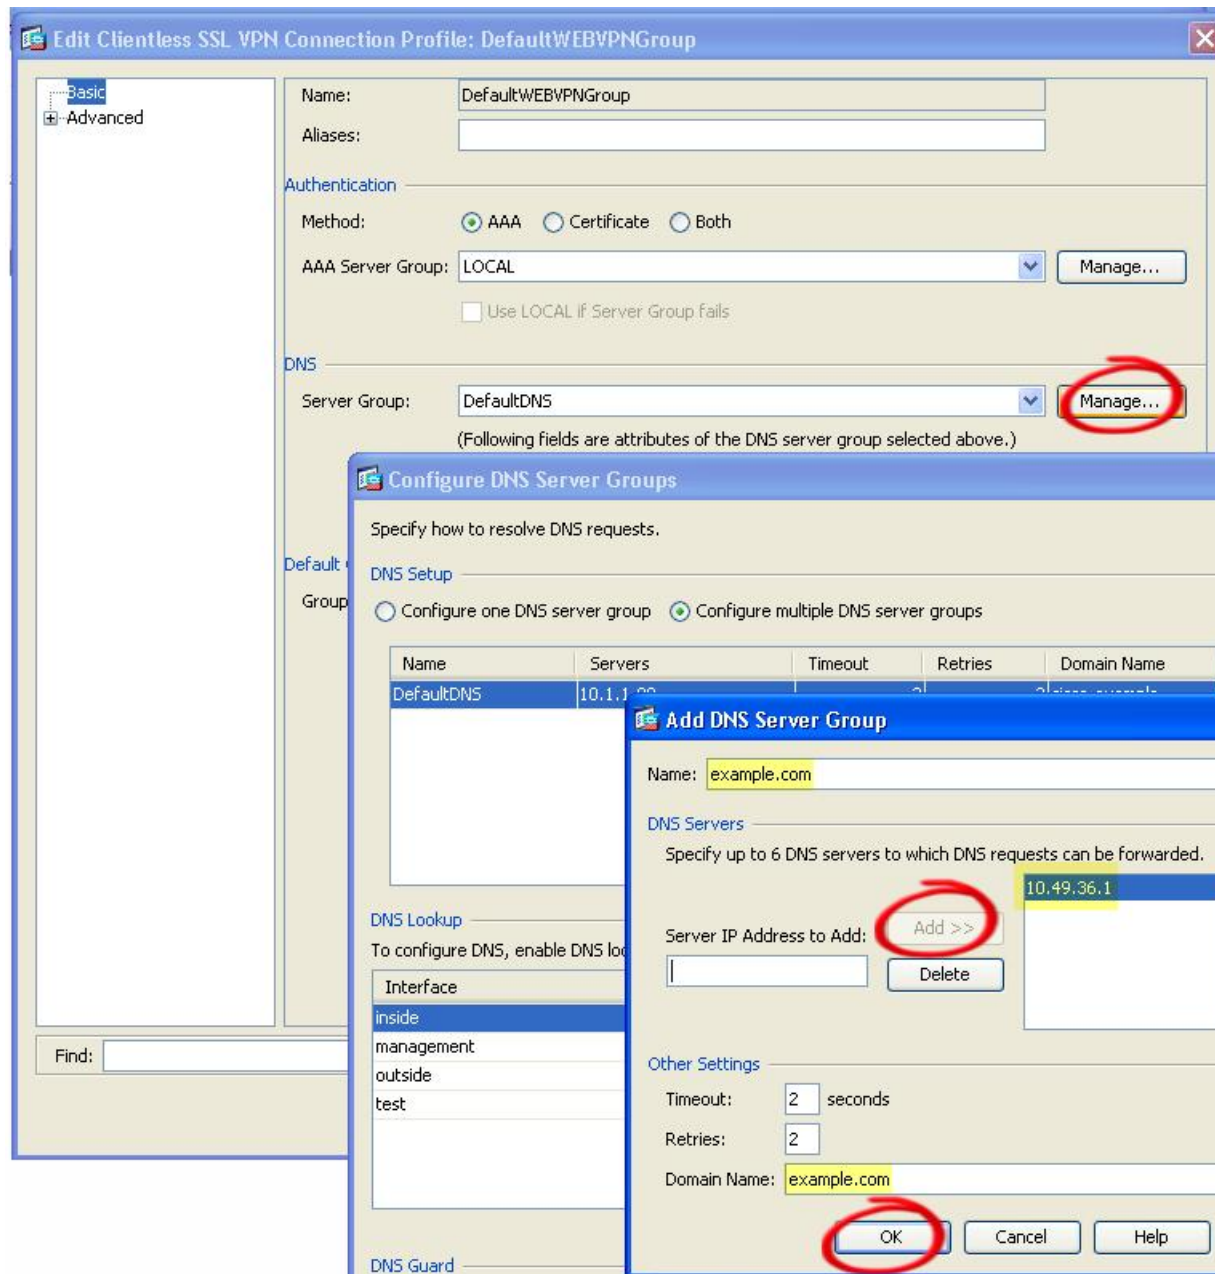 Edit Clientless SSL VPN Connection Profile: DefaultWEBVPNGroup
Basic
Advanced
Name: DefaultWEBVPNGroup
Aliases:
Authentication
Method: AAA Certificate Both
AAA Server Group: LOCAL Manage...
Use LOCAL if Server Group fails
DNS
Server Group: DefaultDNS Manage...
(Following fields are attributes of the DNS server group selected above.)
Configure DNS Server Groups
Specify how to resolve DNS requests.
Default
DNS Setup
Group
Configure one DNS server group Configure multiple DNS server groups
Name Servers Timeout Retries Domain Name
DefaultDNS 10.1.1
Add DNS Server Group
Name: example.com
DNS Servers
Specify up to 6 DNS servers to which DNS requests can be forwarded.
10.49.36.1
Server IP Address to Add: Add >>
Delete
DNS Lookup
To configure DNS, enable DNS
Interface
inside
management
outside
test
Find:
Other Settings
Timeout: 2 seconds
Retries: 2
Domain Name: example.com
OK Cancel Help
DNS Guard